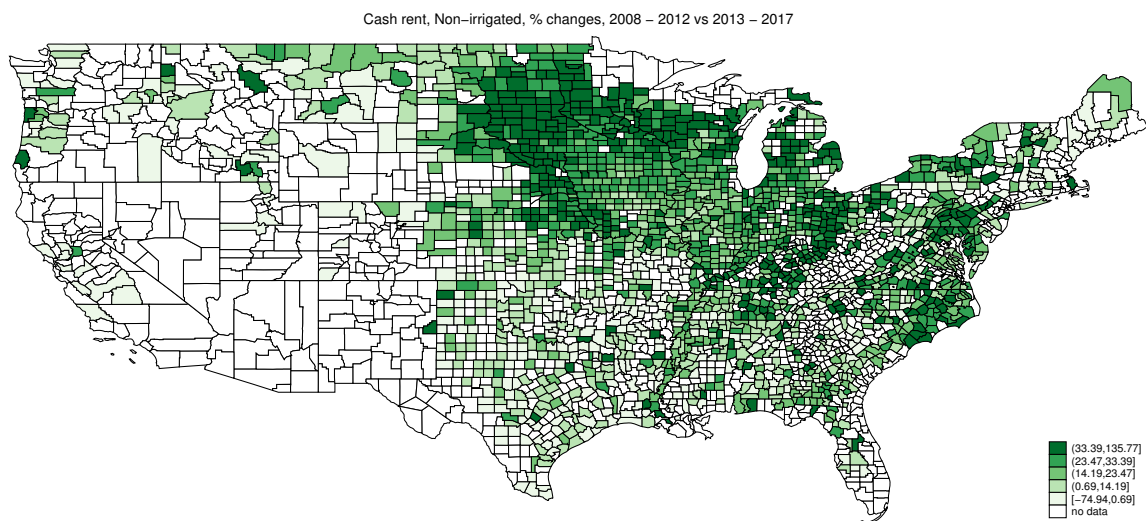 Cash rent, Non−irrigated, % changes, 2008 − 2012 vs 2013 − 2017
(33.39,135.77]
(23.47,33.39]
(14.19,23.47]
(0.69,14.19]
[−74.94,0.69]
no data